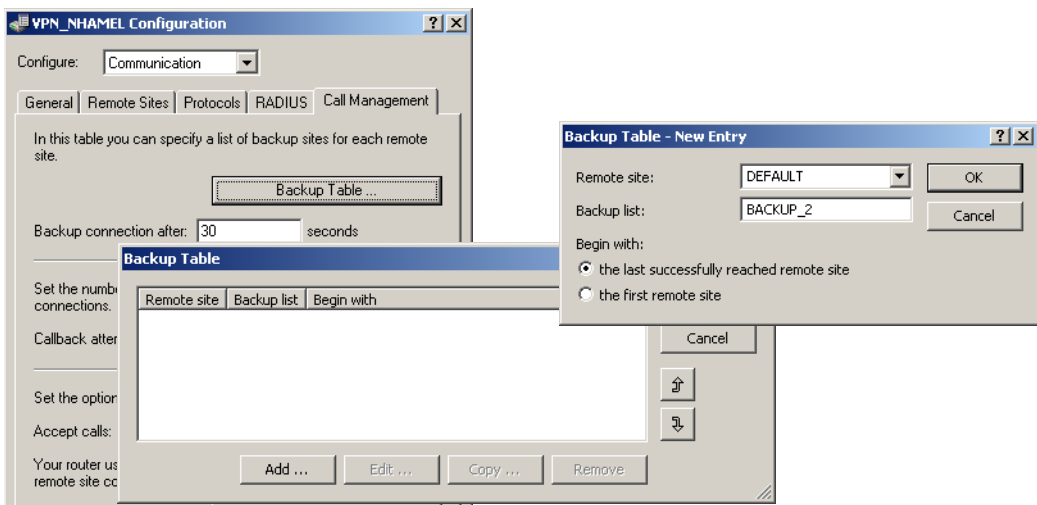 VPN_NHAMEL Configuration
Configure: Communication
General Remote Sites Protocols RADIUS Call Management
In this table you can specify a list of backup sites for each remote
site.
Backup Table ...
Backup connection after: 30 seconds
Set the numb
connections.
Callback atter
Set the option
Accept calls:
Your router us
remote site co
Backup Table
Remote site Backup list Begin with
Cancel
Add ... Edit ... Copy ... Remove
Backup Table - New Entry
Remote site: DEFAULT OK
Backup list: BACKUP_2 Cancel
Begin with:
the last successfully reached remote site
the first remote site